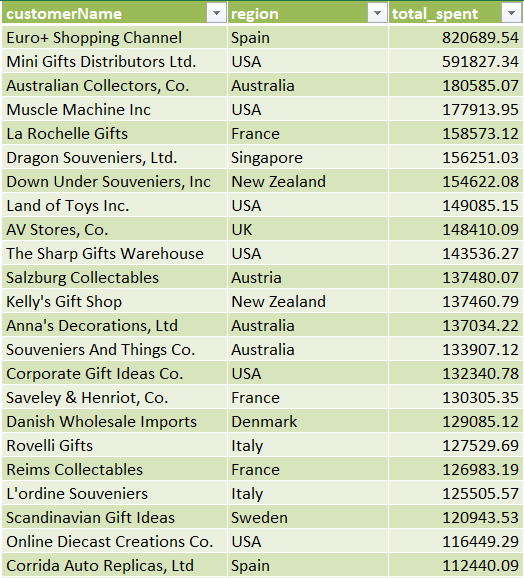 customerName region total_spent
Euro+ Shopping Channel Spain 820689.54
Mini Gifts Distributors Ltd. USA 591827.34
Australian Collectors, Co. Australia 180585.07
Muscle Machine Inc USA 177913.95
La Rochelle Gifts France 158573.12
Dragon Souveniers, Ltd. Singapore 156251.03
Down Under Souveniers, Inc New Zealand 154622.08
Land of Toys Inc. USA 149085.15
AV Stores, Co. UK 148410.09
The Sharp Gifts Warehouse USA 143536.27
Salzburg Collectables Austria 137480.07
Kelly's Gift Shop New Zealand 137460.79
Anna's Decorations, Ltd Australia 137034.22
Souveniers And Things Co. Australia 133907.12
Corporate Gift Ideas Co. USA 132340.78
Saveley & Henriot, Co. France 130305.35
Danish Wholesale Imports Denmark 129085.12
Rovelli Gifts Italy 127529.69
Reims Collectables France 126983.19
L'ordine Souveniers Italy 125505.57
Scandinavian Gift Ideas Sweden 120943.53
Online Diecast Creations Co. USA 116449.29
Corrida Auto Replicas, Ltd Spain 112440.09